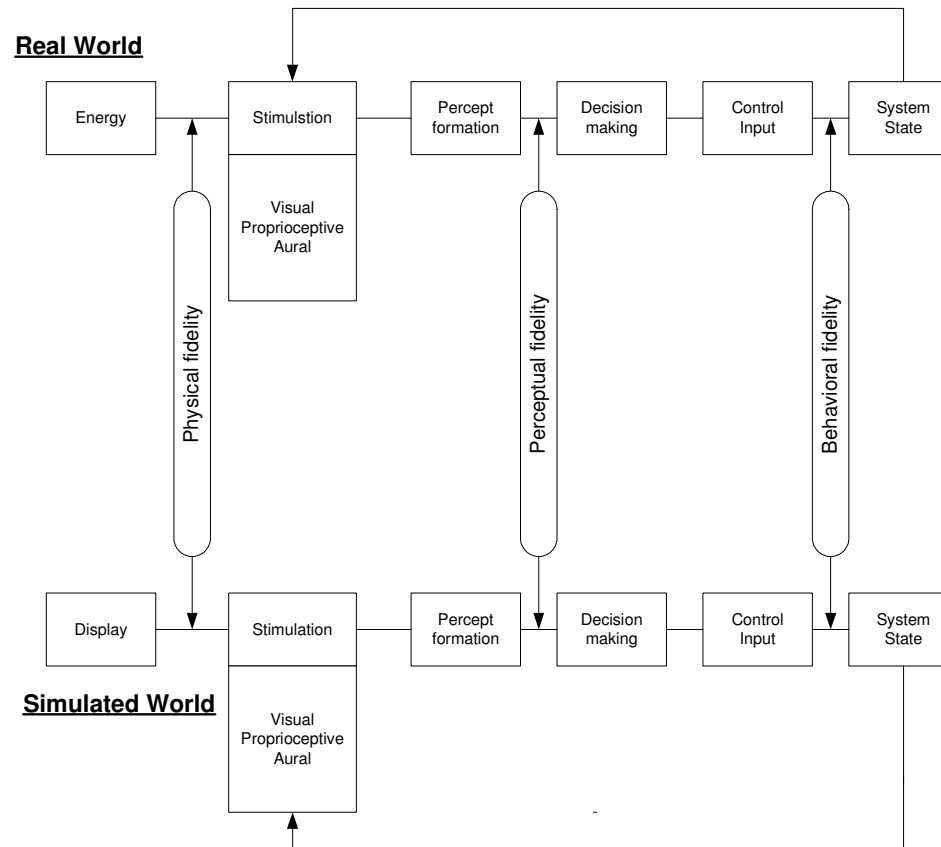 Real World
Energy
Stimulstion
Percept
formation
Decision
making
Control
Input
System
State
Visual
Proprioceptive
Aural
Physical fidelity
Perceptual fidelity
Behavioral fidelity
Display
Stimulation
Percept
formation
Decision
making
Control
Input
System
State
Simulated World
Visual
Proprioceptive
Aural
-